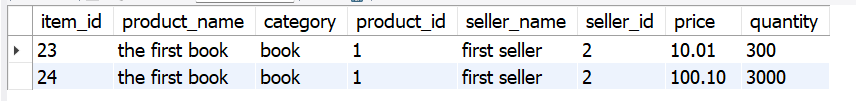 item_id product_name category product_id seller_name seller_id price quantity
23 the first book book 1 first seller 2 10.01 300
24 the first book book 1 first seller 2 100.10 3000